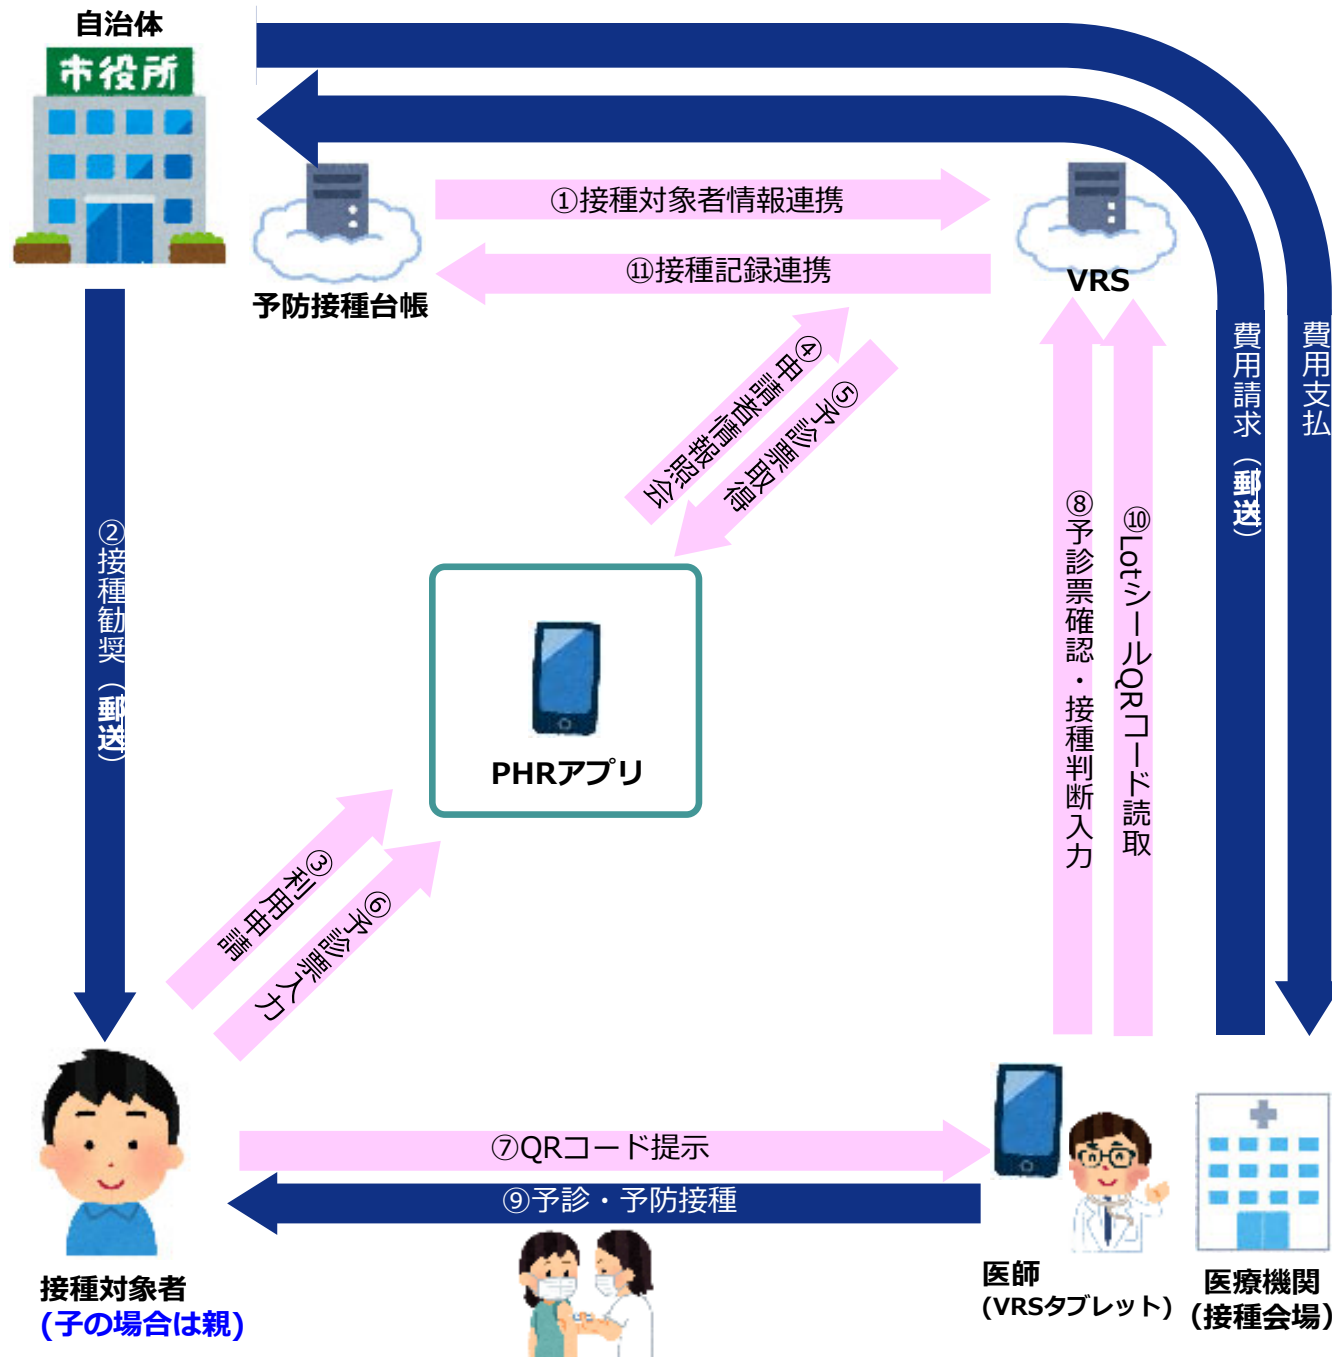 自治体
市役所
①接種対象者情報連携
⑪接種記録連携
予防接種台帳
VRS
費用請求（郵送）
費用支払
④申請者情報照会
⑤予診票取得
②接種勧奨（郵送）
⑧予診票確認・接種判断入力
⑩LotシールQRコード読取
PHRアプリ
③利用申請
⑥予診票入力
⑦QRコード提示
⑨予診・予防接種
接種対象者
(子の場合は親)
医師
(VRSタブレット)
医療機関
(接種会場)